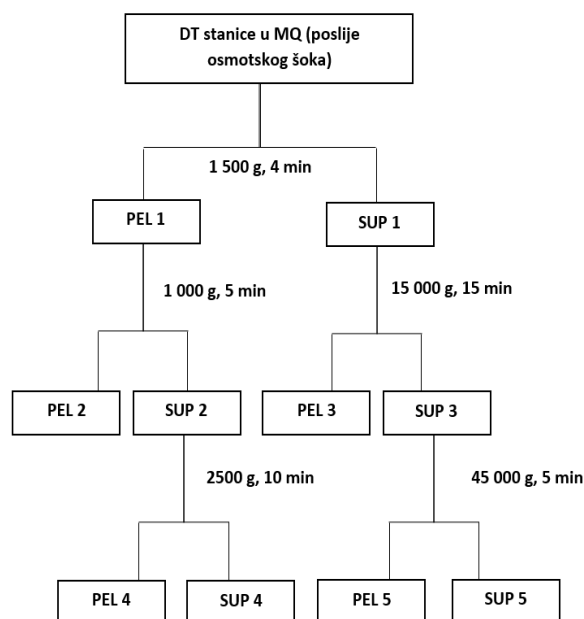 DT stanice u MQ (poslije
osmotskog šoka)
1 500 g, 4 min
PEL 1
SUP 1
1 000 g, 5 min
15 000 g, 15 min
PEL 2
SUP 2
PEL 3
SUP 3
2500 g, 10 min
45 000 g, 5 min
PEL 4
SUP 4
PEL 5
SUP 5